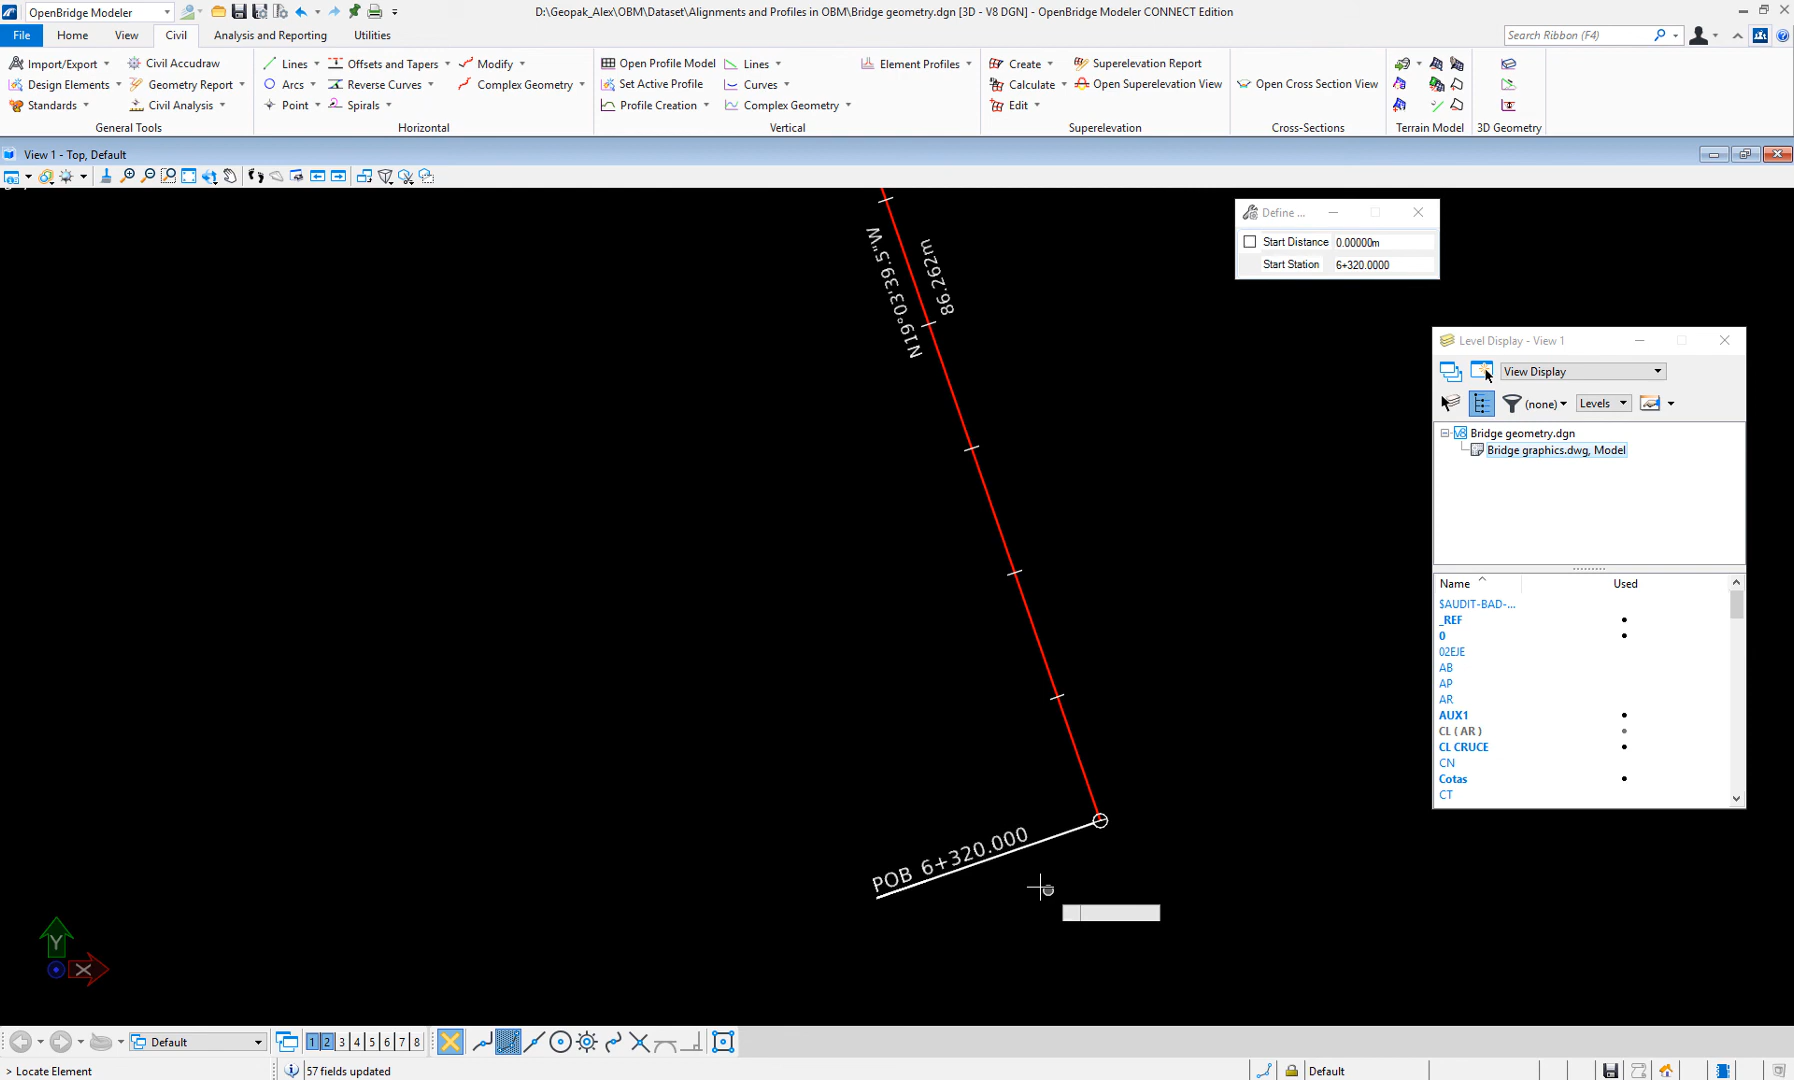 OpenBridge Modeler
D:\Geopak_Alex\OBM\Dataset\Alignments and Profiles in OBM\Bridge geometry.dgn [3D - V8 DGN] - OpenBridge Modeler CONNECT Edition
File
Home
View
Civil
Analysis and Reporting
Utilities
Search Ribbon (F4)
Import/Export
Civil Accudraw
Design Elements
Geometry Report
Standards
Civil Analysis
General Tools
Lines
Offsets and Tapers
Modify
Arcs
Reverse Curves
Complex Geometry
Point
Spirals
Horizontal
Open Profile Model
Lines
Element Profiles
Set Active Profile
Curves
Profile Creation
Complex Geometry
Vertical
Create
Superelevation Report
Calculate
Open Superelevation View
Edit
Superelevation
Open Cross Section View
Cross-Sections
Terrain Model
3D Geometry
View 1 - Top, Default
Define ...
Start Distance 0.00000m
Start Station 6+320.0000
86.262m
N19°03'39.5"W
POB 6+320.000
Y
X
Level Display - View 1
View Display
(none)
Levels
V8 Bridge geometry.dgn
Bridge graphics.dwg, Model
Name
Used
$AUDIT-BAD-...
_REF
0
02EJE
AB
AP
AR
AUX1
CL ( AR )
CL CRUCE
CN
Cotas
CT
Default
1 2 3 4 5 6 7 8
> Locate Element
57 fields updated
Default